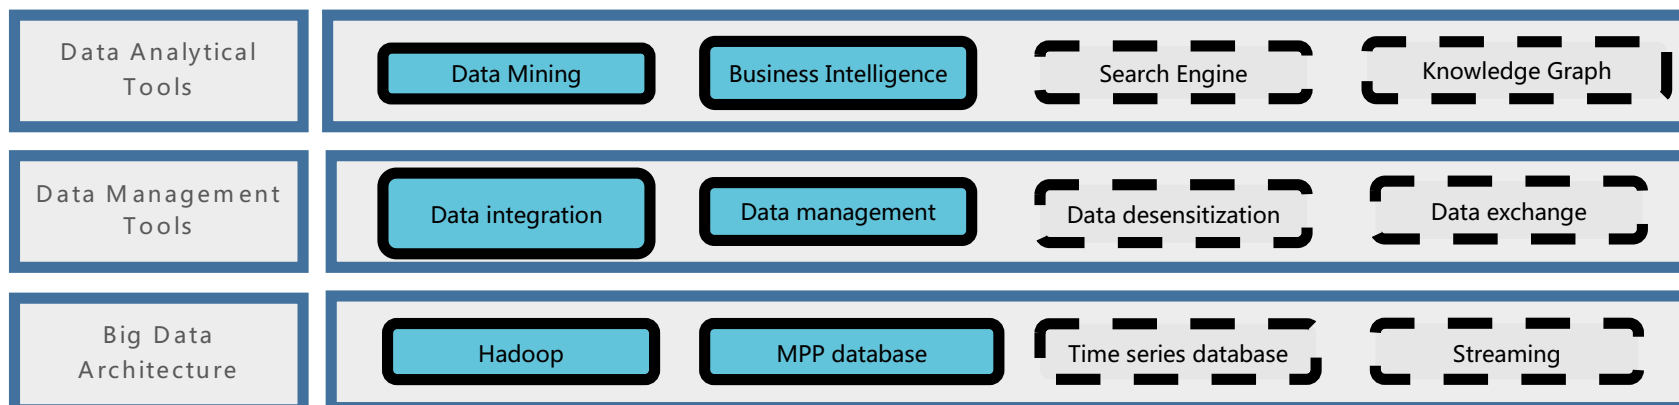 Data Analytical
Tools
Data Mining
Business Intelligence
Search Engine
Knowledge Graph
Data Management
Tools
Data integration
Data management
Data desensitization
Data exchange
Big Data
Architecture
Hadoop
MPP database
Time series database
Streaming